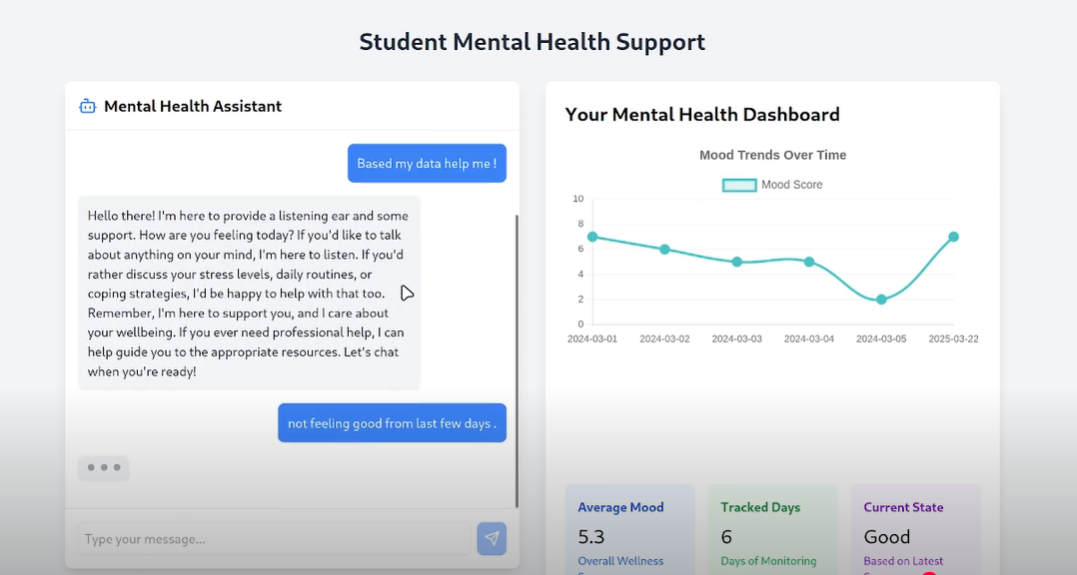 Student Mental Health Support
Mental Health Assistant
Based my data help me !
Hello there! I'm here to provide a listening ear and some
support. How are you feeling today? If you'd like to talk
about anything on your mind, I'm here to listen. If you'd
rather discuss your stress levels, daily routines, or
coping strategies, I'd be happy to help with that too.
Remember, I'm here to support you, and I care about
your wellbeing. If you ever need professional help, I can
help guide you to the appropriate resources. Let's chat
when you're ready!
not feeling good from last few days .
Type your message...
Your Mental Health Dashboard
Mood Trends Over Time
Mood Score
10
8
6
4
2
0
2024-03-01 2024-03-02 2024-03-03 2024-03-04 2024-03-05 2025-03-22
Average Mood
5.3
Overall Wellness
Tracked Days
6
Days of Monitoring
Current State
Good
Based on Latest